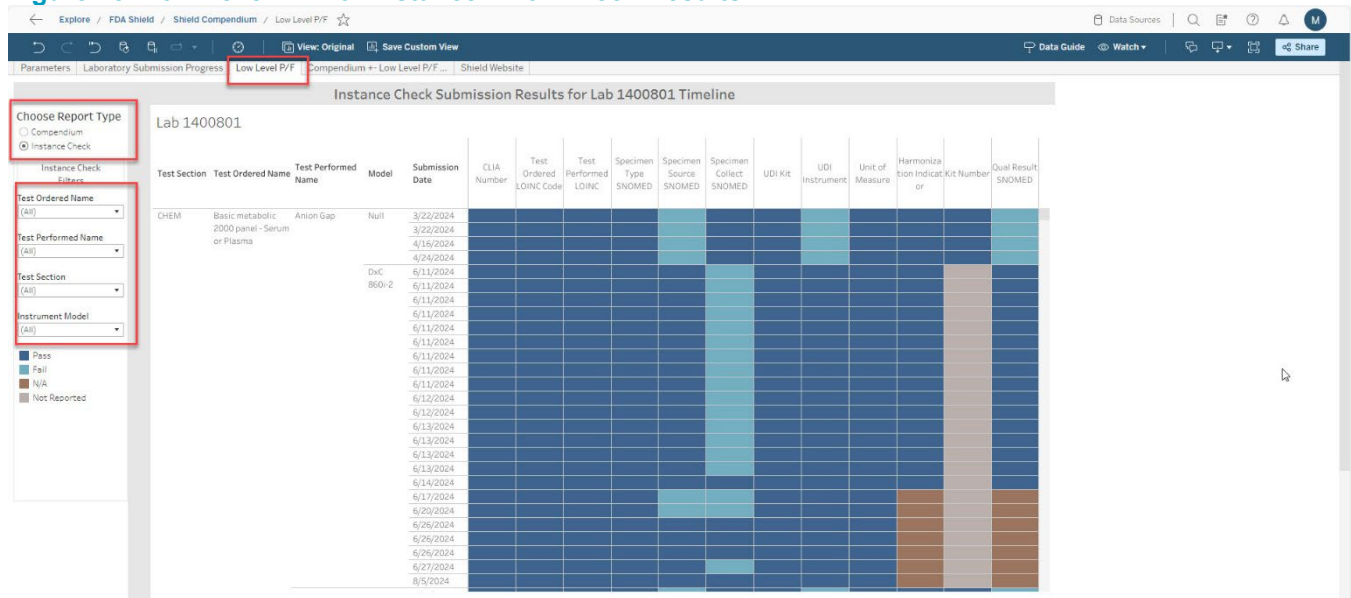 Explore / FDA Shield / Shield Compendium / Low Level P/F
Data Sources
M
View: Original
Save Custom View
Data Guide
Watch
Share
Parameters
Laboratory Submission Progress
Low Level P/F
Compendium +- Low Level P/F ...
Shield Website
Instance Check Submission Results for Lab 1400801 Timeline
Choose Report Type
Compendium
Instance Check
Instance Check
Filters
Test Ordered Name
(All)
Test Performed Name
(All)
Test Section
(All)
Instrument Model
(All)
Pass
Fail
N/A
Not Reported
Lab 1400801
Test Section
Test Ordered Name
Test Performed
Name
Model
Submission
Date
CLIA
Number
Test
Ordered
LOINC Code
Test
Performed
LOINC
Specimen
Type
SNOMED
Specimen
Source
SNOMED
Specimen
Collect
SNOMED
UDI Kit
UDI
Instrument
Unit of
Measure
Harmoniza
tion Indicat
or
Kit Number
Qual Result
SNOMED
CHEM
Basic metabolic
2000 panel - Serum
or Plasma
Anion Gap
Null
3/22/2024
3/22/2024
4/16/2024
4/24/2024
DxC
860i-2
6/11/2024
6/11/2024
6/11/2024
6/11/2024
6/11/2024
6/11/2024
6/11/2024
6/11/2024
6/11/2024
6/12/2024
6/12/2024
6/13/2024
6/13/2024
6/13/2024
6/13/2024
6/14/2024
6/17/2024
6/20/2024
6/26/2024
6/26/2024
6/26/2024
6/26/2024
6/27/2024
8/5/2024